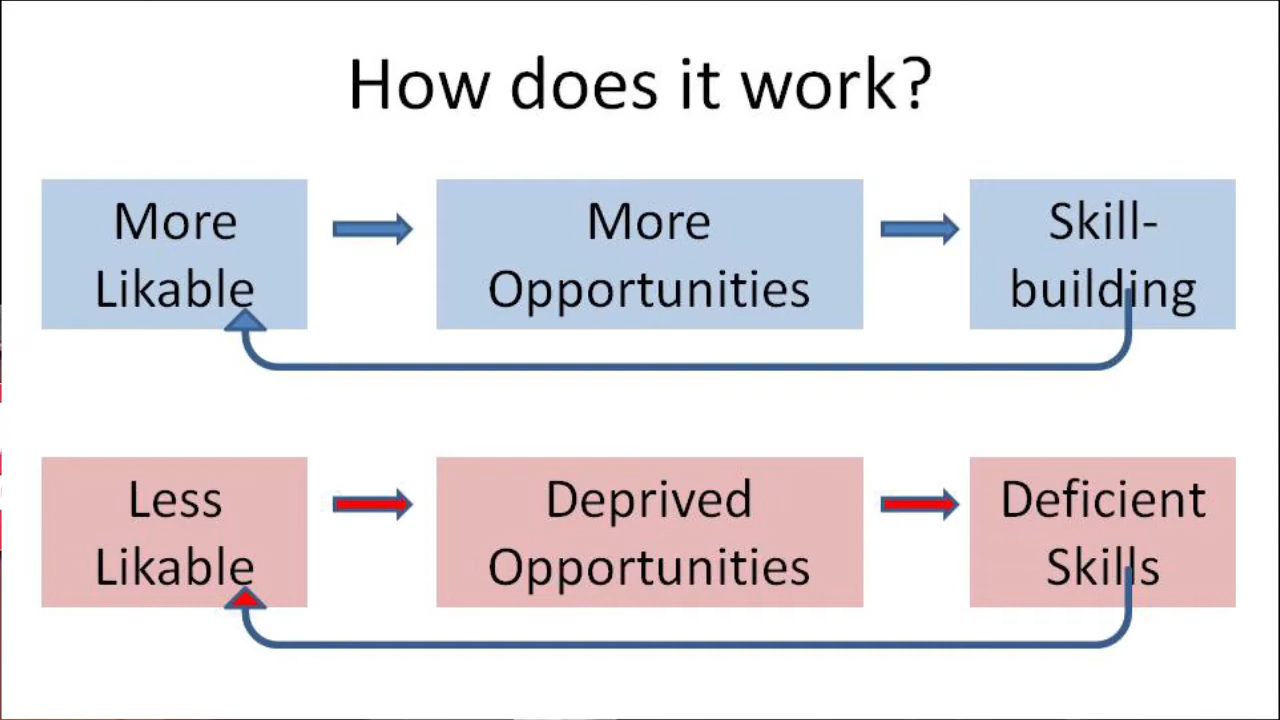 How does it work?
More
Likable
More
Opportunities
Skill-
building
Less
Likable
Deprived
Opportunities
Deficient
Skills